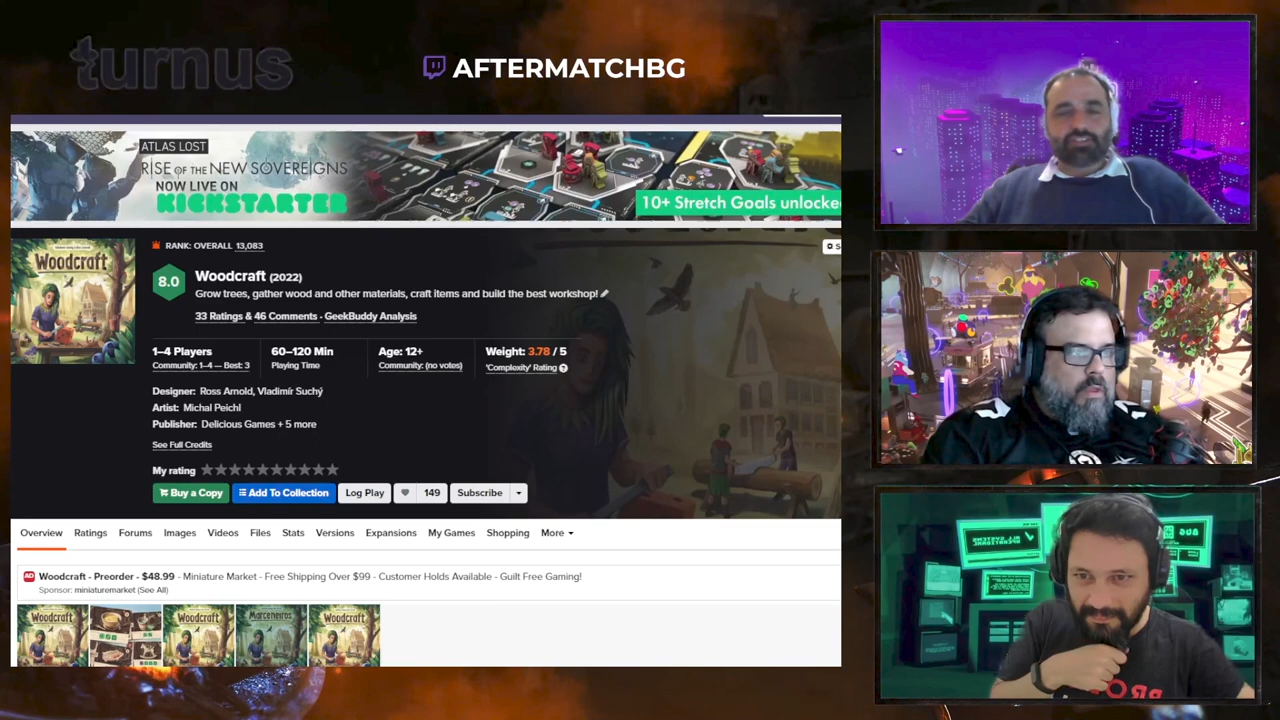 turnus
AFTERMATCHBG
ATLAS LOST
RISE OF THE NEW SOVEREIGNS
NOW LIVE ON
KICKSTARTER
10+ Stretch Goals unlocke
RANK: OVERALL 13,083
Woodcraft
8.0
Woodcraft (2022)
Grow trees, gather wood and other materials, craft items and build the best workshop!
33 Ratings & 46 Comments · GeekBuddy Analysis
1–4 Players
Community: 1–4 — Best: 3
60–120 Min
Playing Time
Age: 12+
Community: (no votes)
Weight: 3.78 / 5
'Complexity' Rating
Designer: Ross Arnold, Vladimír Suchý
Artist: Michal Peichl
Publisher: Delicious Games + 5 more
See Full Credits
My rating
Buy a Copy
Add To Collection
Log Play
149
Subscribe
Overview Ratings Forums Images Videos Files Stats Versions Expansions My Games Shopping More
AD Woodcraft - Preorder - $48.99 - Miniature Market - Free Shipping Over $99 - Customer Holds Available - Guilt Free Gaming!
Sponsor: miniaturemarket (See All)
Woodcraft
Woodcraft
Marceneiros
Woodcraft